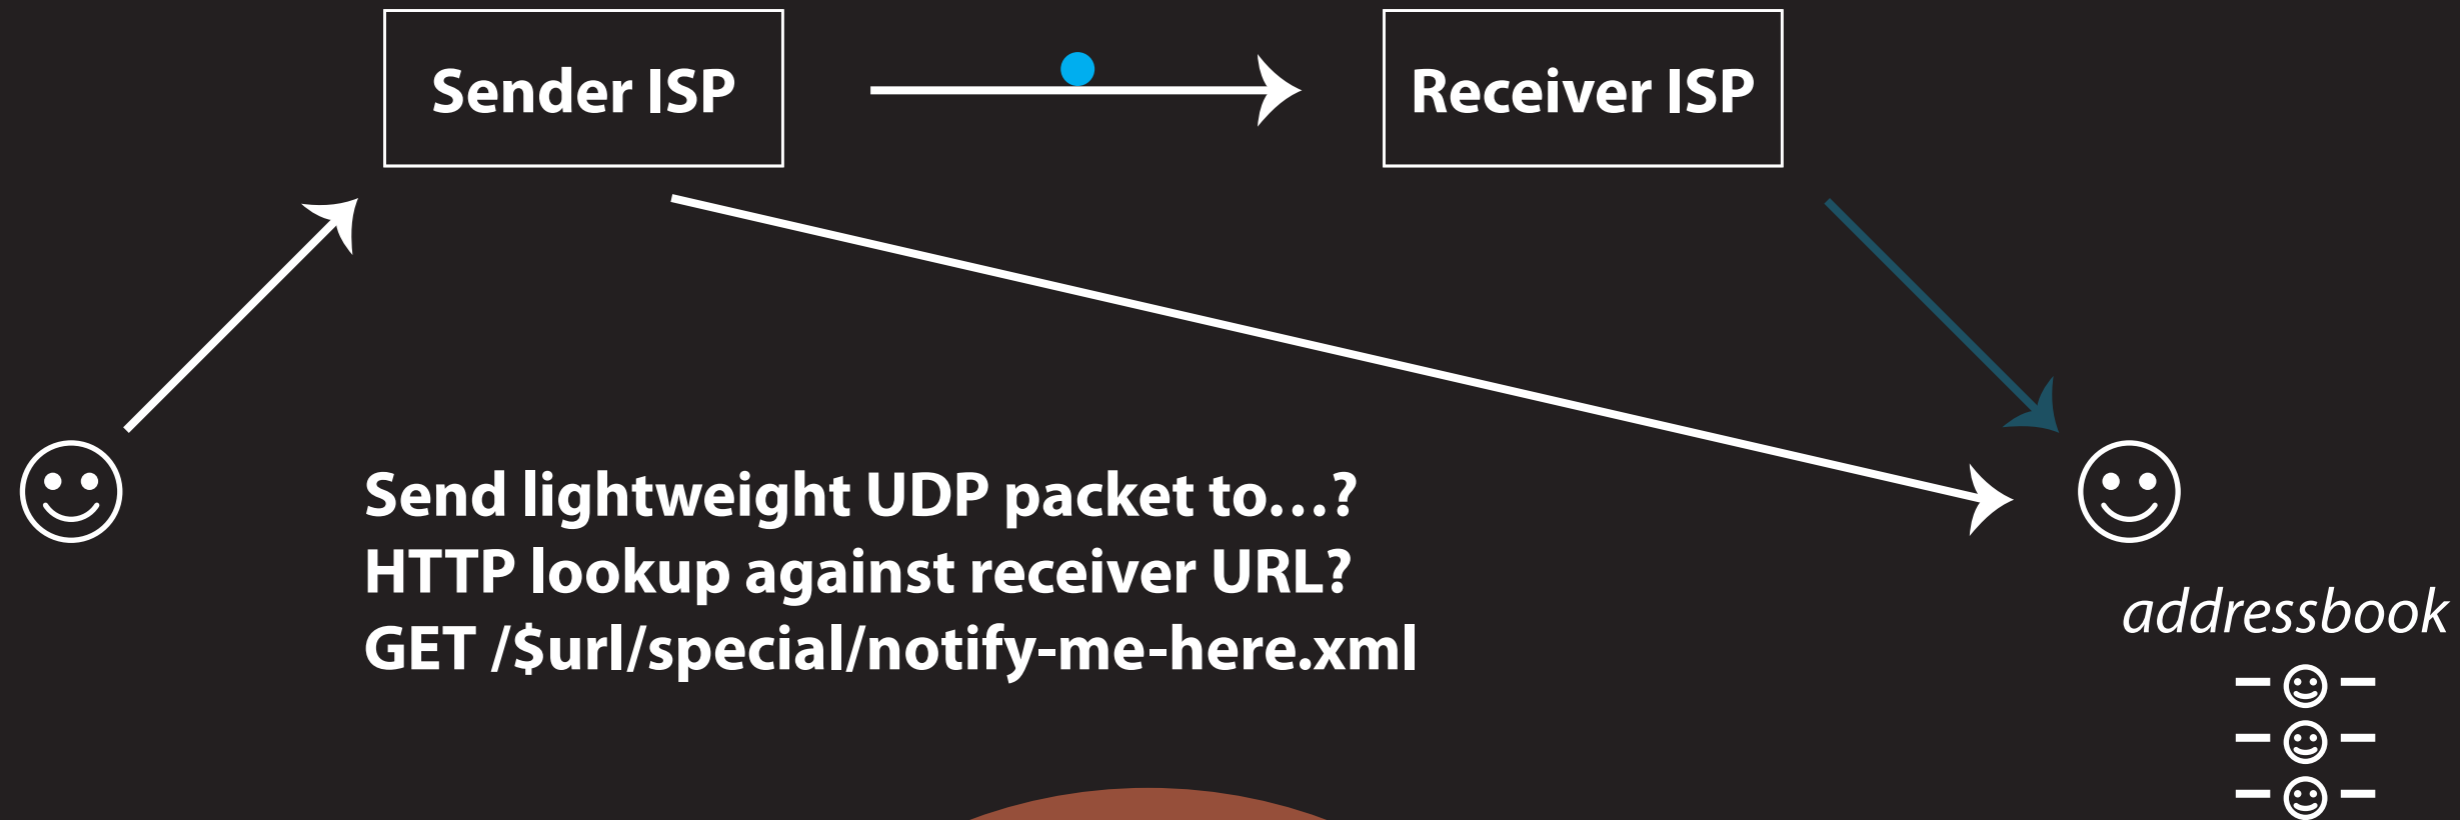 Sender ISP
Receiver ISP
Send lightweight UDP packet to…?
HTTP lookup against receiver URL?
GET /$url/special/notify-me-here.xml
addressbook